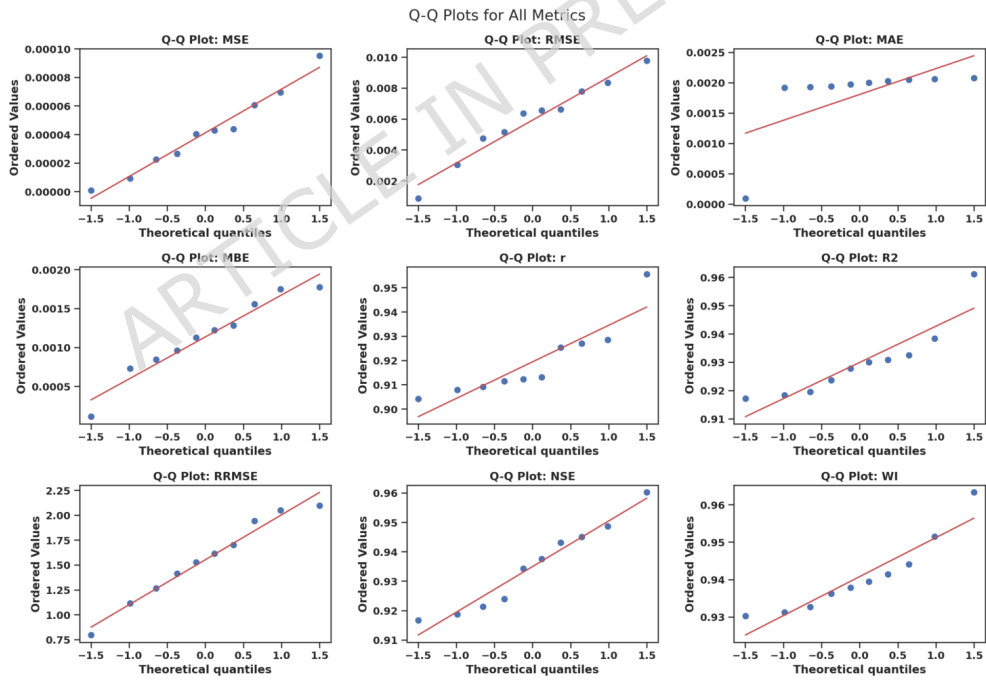 Q-Q Plots for All Metrics
ARTICLE IN PRE
Q-Q Plot: MSE
Ordered Values
0.00010
0.00008
0.00006
0.00004
0.00002
0.00000
−1.5 −1.0 −0.5 0.0 0.5 1.0 1.5
Theoretical quantiles
Q-Q Plot: RMSE
Ordered Values
0.010
0.008
0.006
0.004
0.002
−1.5 −1.0 −0.5 0.0 0.5 1.0 1.5
Theoretical quantiles
Q-Q Plot: MAE
Ordered Values
0.0025
0.0020
0.0015
0.0010
0.0005
0.0000
−1.5 −1.0 −0.5 0.0 0.5 1.0 1.5
Theoretical quantiles
Q-Q Plot: MBE
Ordered Values
0.0020
0.0015
0.0010
0.0005
−1.5 −1.0 −0.5 0.0 0.5 1.0 1.5
Theoretical quantiles
Q-Q Plot: r
Ordered Values
0.95
0.94
0.93
0.92
0.91
0.90
−1.5 −1.0 −0.5 0.0 0.5 1.0 1.5
Theoretical quantiles
Q-Q Plot: R2
Ordered Values
0.96
0.95
0.94
0.93
0.92
0.91
−1.5 −1.0 −0.5 0.0 0.5 1.0 1.5
Theoretical quantiles
Q-Q Plot: RRMSE
Ordered Values
2.25
2.00
1.75
1.50
1.25
1.00
0.75
−1.5 −1.0 −0.5 0.0 0.5 1.0 1.5
Theoretical quantiles
Q-Q Plot: NSE
Ordered Values
0.96
0.95
0.94
0.93
0.92
0.91
−1.5 −1.0 −0.5 0.0 0.5 1.0 1.5
Theoretical quantiles
Q-Q Plot: WI
Ordered Values
0.96
0.95
0.94
0.93
−1.5 −1.0 −0.5 0.0 0.5 1.0 1.5
Theoretical quantiles